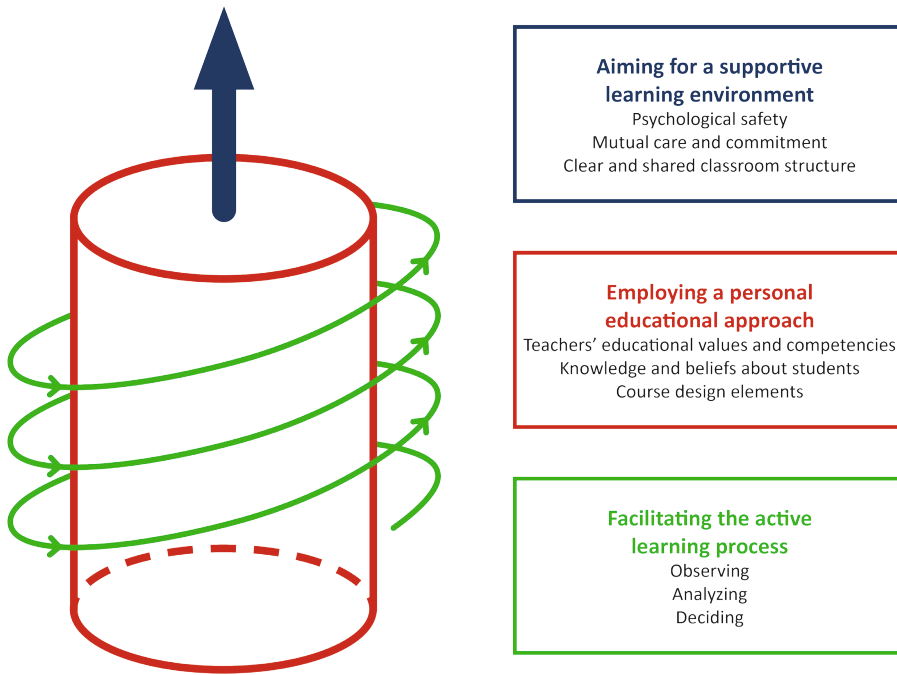 Aiming for a supportive
learning environment
Psychological safety
Mutual care and commitment
Clear and shared classroom structure
Employing a personal
educational approach
Teachers’ educational values and competencies
Knowledge and beliefs about students
Course design elements
Facilitating the active
learning process
Observing
Analyzing
Deciding